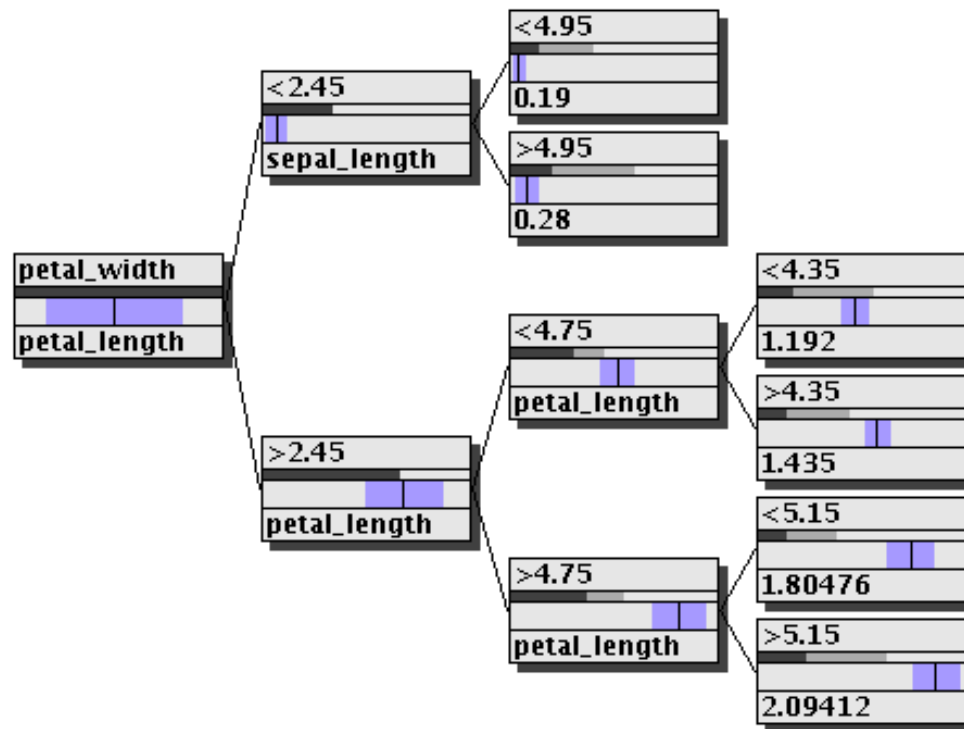 petal_width
petal_length
<2.45
sepal_length
<4.95
0.19
>4.95
0.28
>2.45
petal_length
<4.75
petal_length
<4.35
1.192
>4.35
1.435
>4.75
petal_length
<5.15
1.80476
>5.15
2.09412